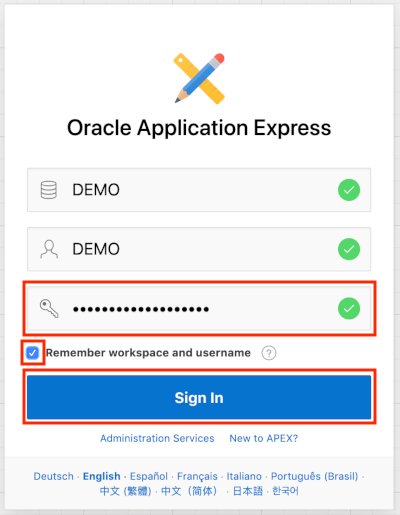 Oracle Application Express
DEMO
DEMO
•••••••••••••••••••
Remember workspace and username ?
Sign In
Administration Services New to APEX?
Deutsch · English · Español · Français · Italiano · Português (Brasil) ·
中文 (繁體) · 中文（简体） · 日本語 · 한국어